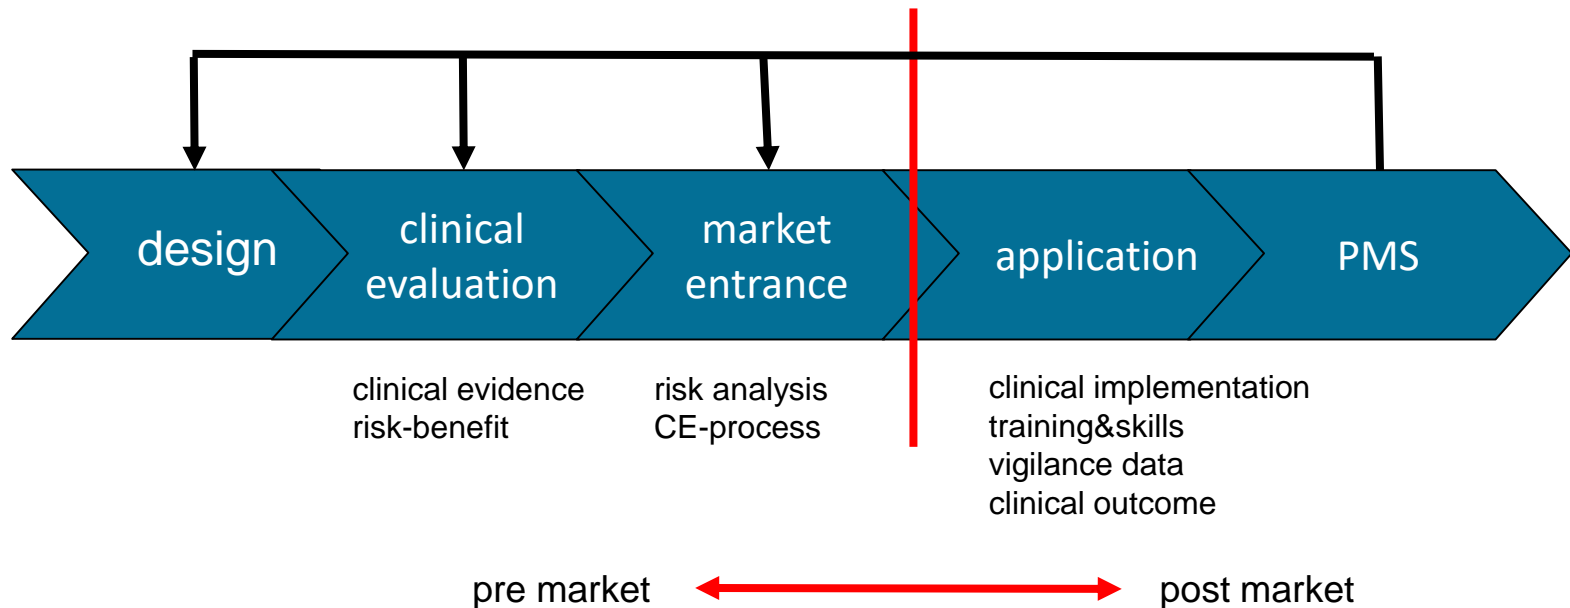 design
clinical
evaluation
market
entrance
application
PMS
clinical evidence
risk-benefit
risk analysis
CE-process
clinical implementation
training&skills
vigilance data
clinical outcome
pre market
post market